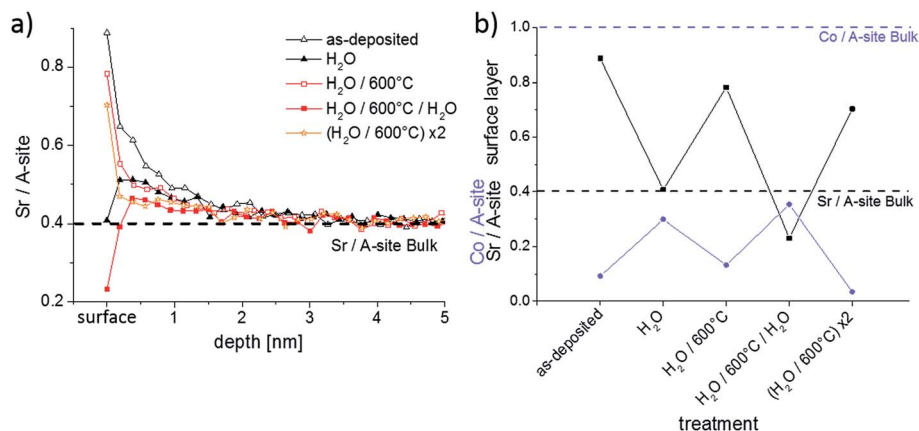 a)
0.8
0.6
0.4
0.2
Sr / A-site
as-deposited
H₂O
H₂O / 600°C
H₂O / 600°C / H₂O
(H₂O / 600°C) x2
Sr / A-site Bulk
surface
1
2
3
4
5
depth [nm]
b)
1.0
0.8
0.6
0.4
0.2
0.0
Co / A-site
Sr / A-site surface layer
Co / A-site Bulk
Sr / A-site Bulk
as-deposited
H₂O
H₂O / 600°C
H₂O / 600°C / H₂O
(H₂O / 600°C) x2
treatment